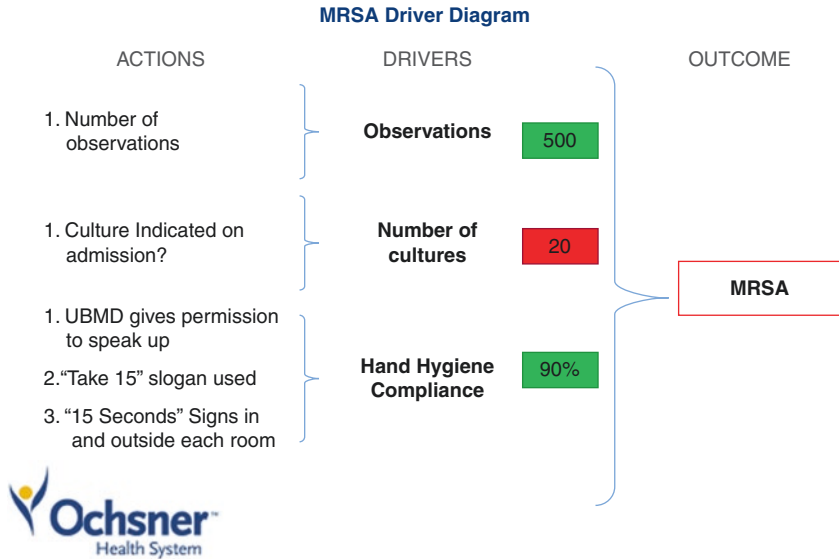 MRSA Driver Diagram
ACTIONS
DRIVERS
OUTCOME
1. Number of
observations
Observations
500
1. Culture Indicated on
admission?
Number of
cultures
20
MRSA
1. UBMD gives permission
to speak up
2.“Take 15” slogan used
3. “15 Seconds” Signs in
and outside each room
Hand Hygiene
Compliance
90%
Ochsner™
Health System